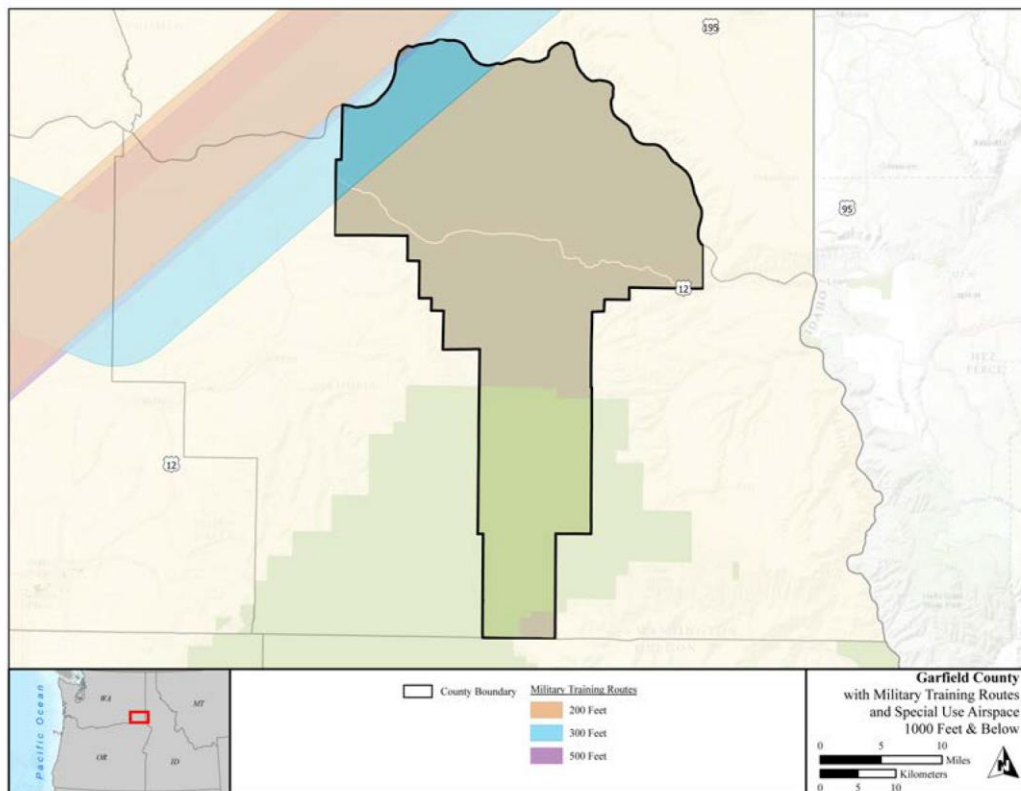 195
95
IDAHO
12
NEZ
PERCE
12
WASHINGTON
OREGON
Pacific Ocean
WA
MT
OR
ID
County Boundary
Military Training Routes
200 Feet
300 Feet
500 Feet
Garfield County
with Military Training Routes
and Special Use Airspace
1000 Feet & Below
0 5 10
Miles
Kilometers
0 5 10
N